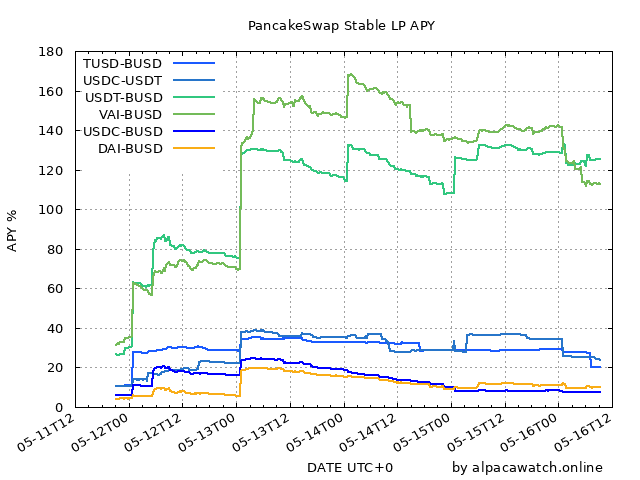 PancakeSwap Stable LP APY
180
160
140
120
100
80
60
40
20
0
APY %
TUSD-BUSD
USDC-USDT
USDT-BUSD
VAI-BUSD
USDC-BUSD
DAI-BUSD
05-11T12
05-12T00
05-12T12
05-13T00
05-13T12
05-14T00
05-14T12
05-15T00
05-15T12
05-16T00
05-16T12
DATE UTC+0
by alpacawatch.online